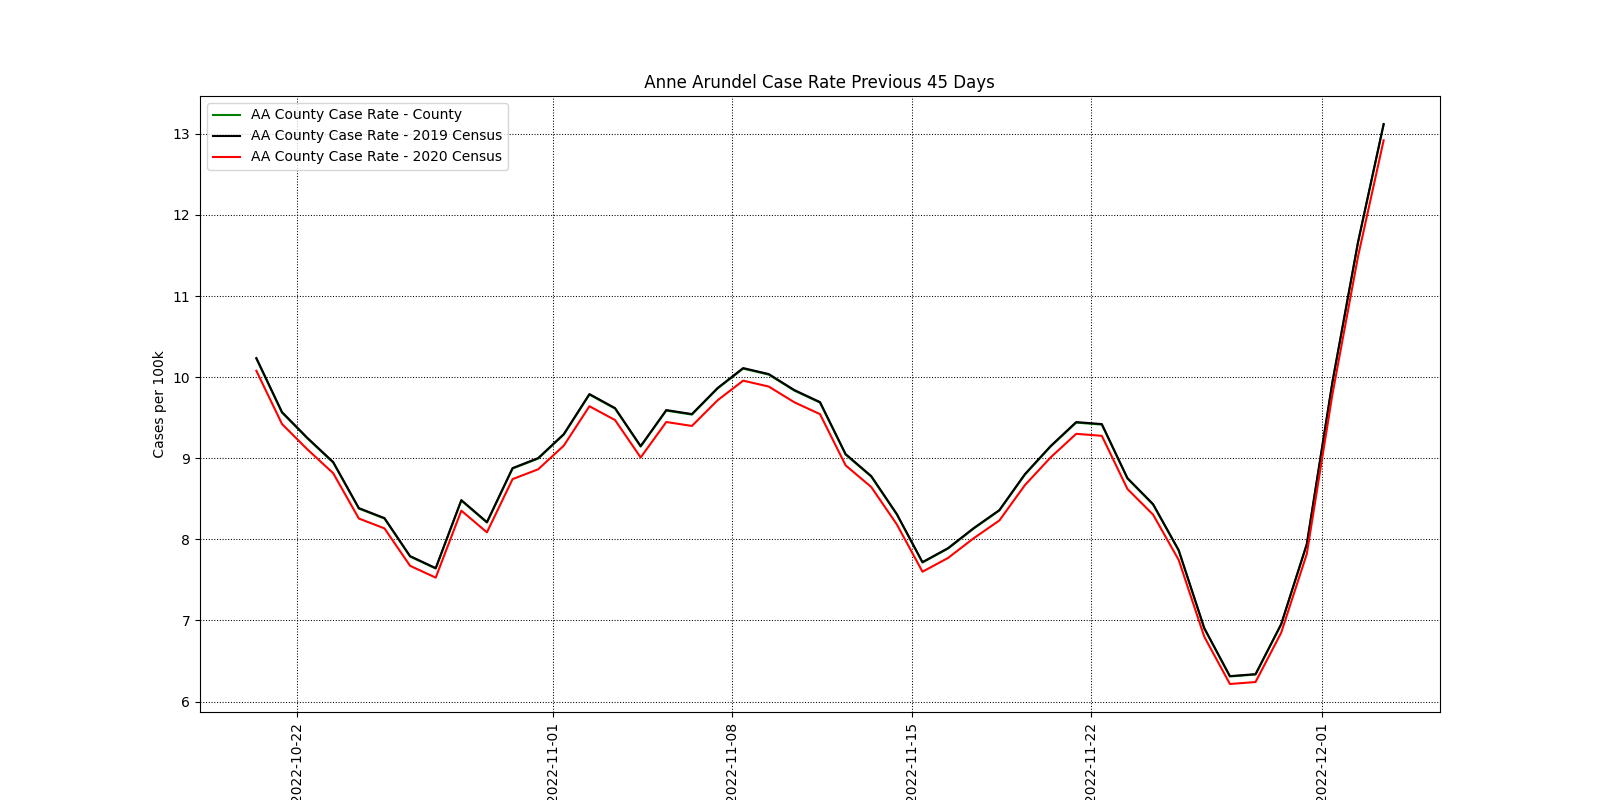 Anne Arundel Case Rate Previous 45 Days
AA County Case Rate - County
AA County Case Rate - 2019 Census
AA County Case Rate - 2020 Census
Cases per 100k
13
12
11
10
9
8
7
6
2022-10-22
2022-11-01
2022-11-08
2022-11-15
2022-11-22
2022-12-01